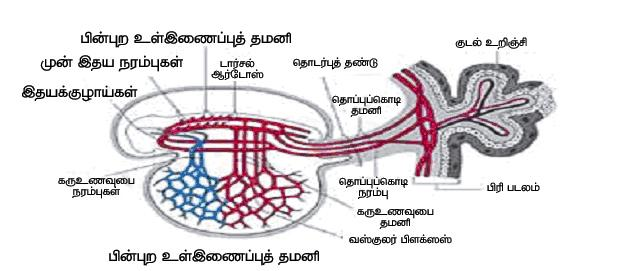 பின்புற உள்இணைப்புத் தமனி
முன் இதய நரம்புகள்
இதயக்குழாய்கள்
டார்சல்
ஆர்டோஸ்
தொடர்புத் தண்டு
குடல் உறிஞ்சி
தொப்புப்கொடி
தமனி
கருஉணவுபை
நரம்புகள்
தொப்புப்கொடி
நரம்பு
பிரி படலம்
கருஉணவுபை
தமனி
வஸ்குலர் பிளக்ஸஸ்
பின்புற உள்இணைப்புத் தமனி